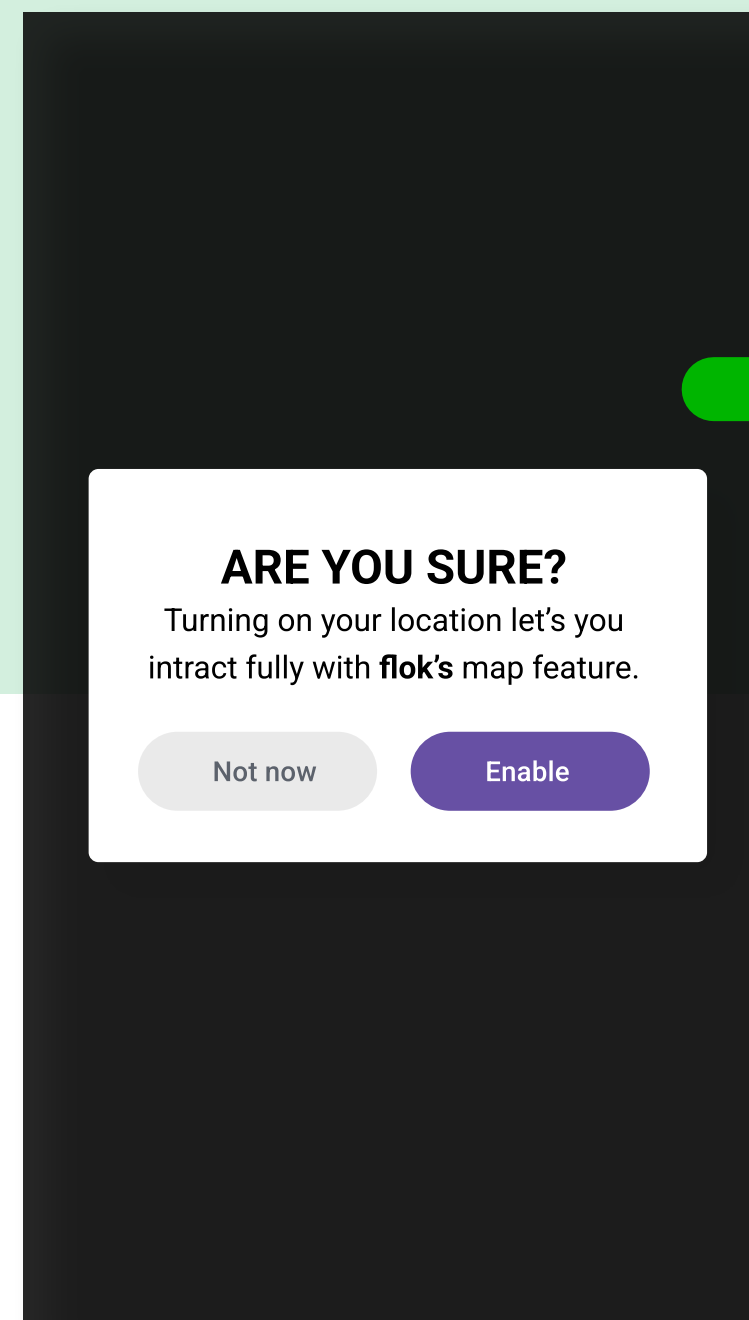 ARE YOU SURE?
Turning on your location let’s you
intract fully with flok’s map feature.
Not now
Enable